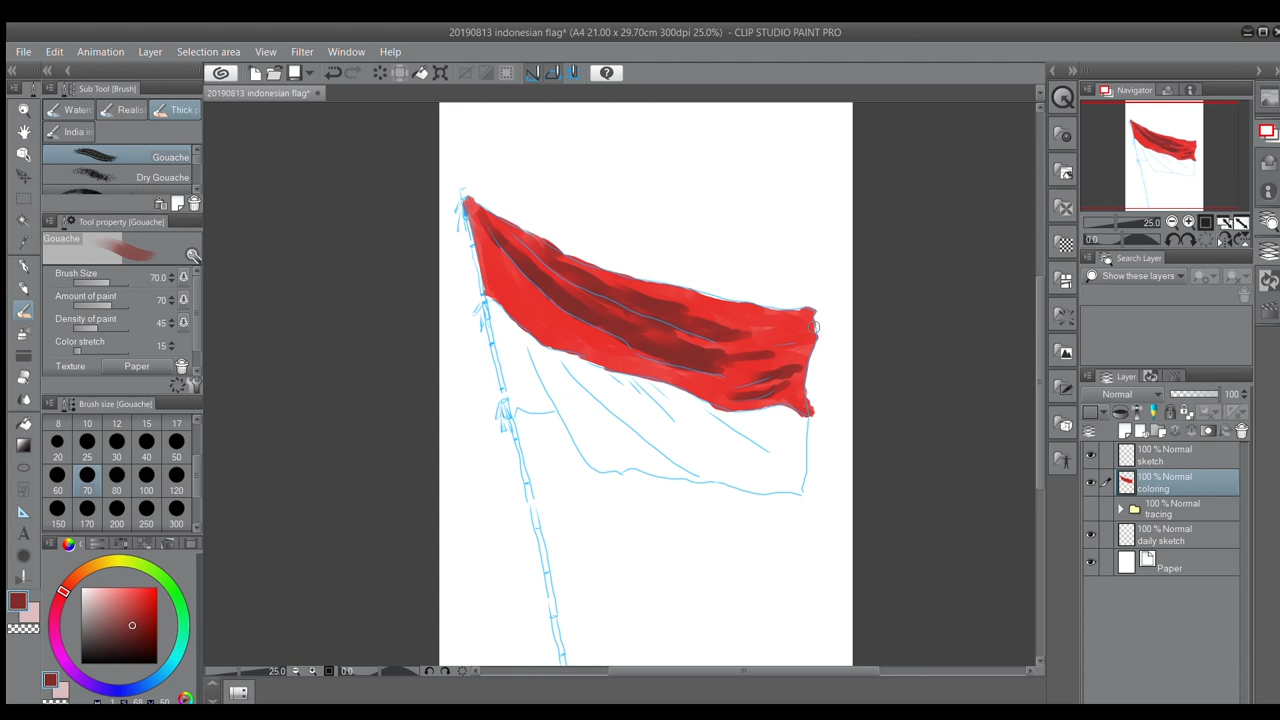 20190813 indonesian flag* (A4 21.00 x 29.70cm 300dpi 25.0%) - CLIP STUDIO PAINT PRO
File Edit Animation Layer Selection area View Filter Window Help
Sub Tool [Brush]
20190813 indonesian flag*
Navigator
Waterc Realis Thick p
India in
Gouache
Dry Gouache
Tool property [Gouache]
Gouache
25.0
0.0
Search Layer
Brush Size 70.0
Show these layers
Amount of paint 70
Density of paint 45
Color stretch 15
Texture Paper
Layer
Normal 100
Brush size [Gouache]
8 10 12 15 17
20 25 30 40 50
60 70 80 100 120
150 170 200 250 300
100 % Normal
sketch
100 % Normal
coloring
100 % Normal
tracing
100 % Normal
daily sketch
Paper
25.0 0.0